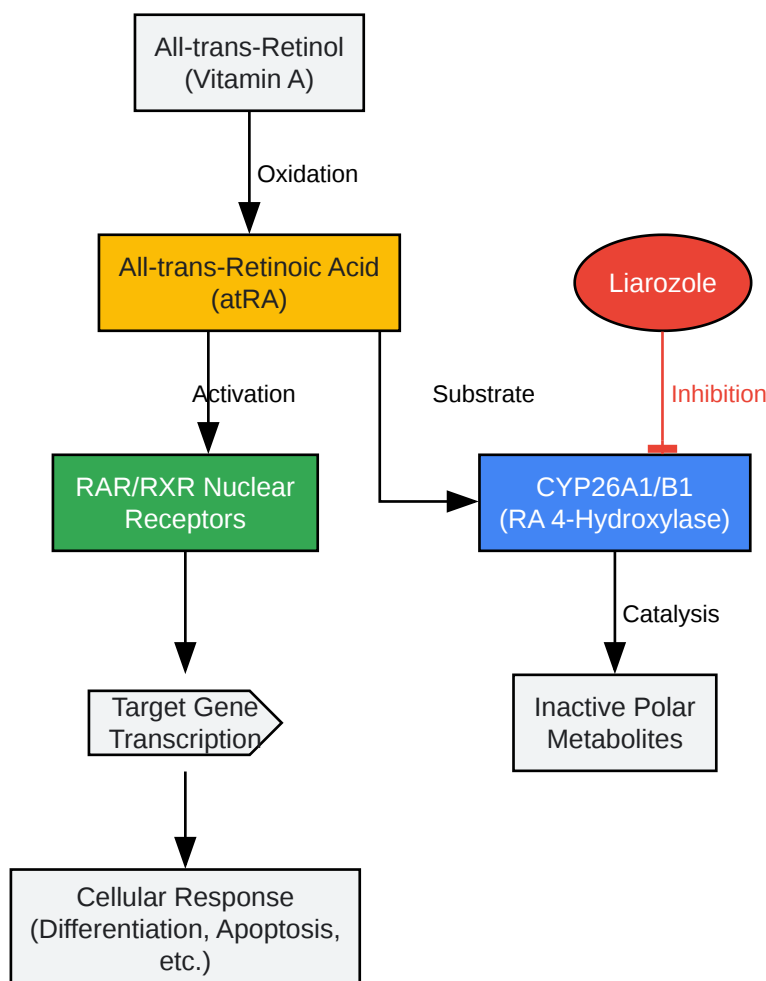 All-trans-Retinol
(Vitamin A)
Oxidation
All-trans-Retinoic Acid
(atRA)
Liarozole
Activation
Substrate
Inhibition
RAR/RXR Nuclear
Receptors
CYP26A1/B1
(RA 4-Hydroxylase)
Catalysis
Target Gene
Transcription
Inactive Polar
Metabolites
Cellular Response
(Differentiation, Apoptosis,
etc.)